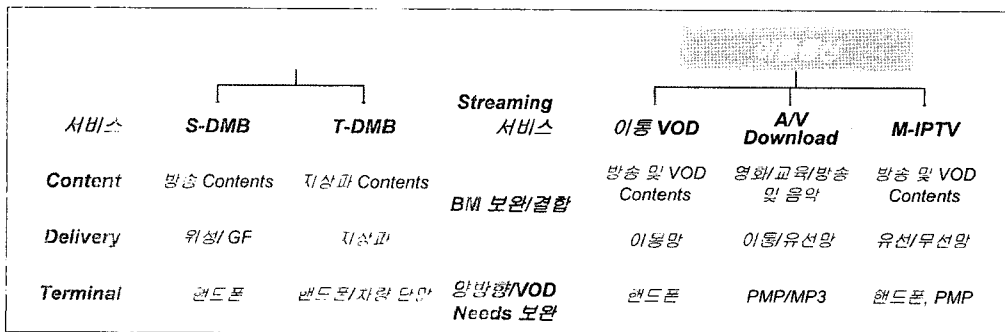 서비스 S-DMB T-DMB Streaming 서비스 이통 VOD A/V Download M-IPTV
Content 방송 Contents 지상파 Contents BM 보완/결합 방송 및 VOD Contents 영화/교육/방송 및 음악 방송 및 VOD Contents
Delivery 위성/ GF 지상파 이동망 이통/유선망 유선/무선망
Terminal 핸드폰 핸드폰/차량 단말 양방향/VOD Needs 보완 핸드폰 PMP/MP3 핸드폰, PMP